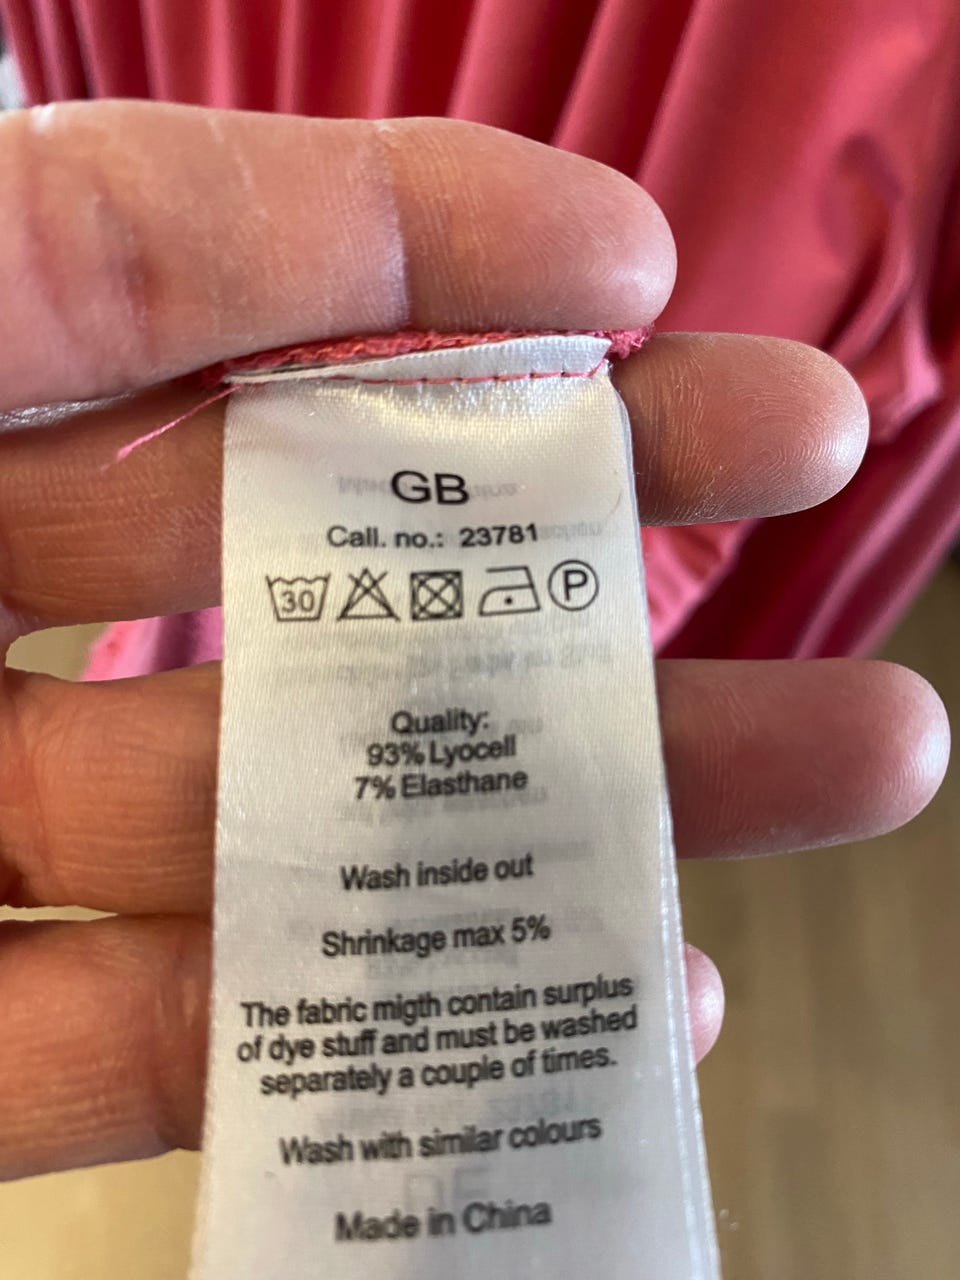 GB
Call. no.: 23781
30 P
Quality:
93% Lyocell
7% Elasthane
Wash inside out
Shrinkage max 5%
The fabric migth contain surplus
of dye stuff and must be washed
separately a couple of times.
Wash with similar colours
Made in China